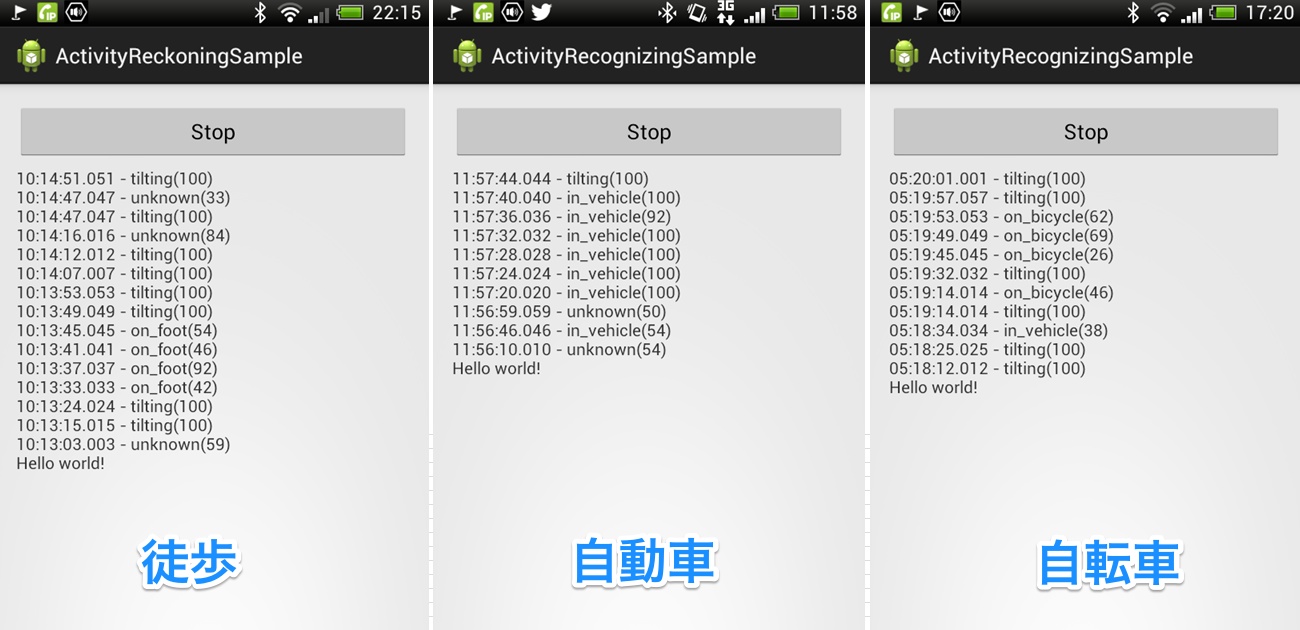 22:15
ActivityReckoningSample
Stop
10:14:51.051 - tilting(100)
10:14:47.047 - unknown(33)
10:14:47.047 - tilting(100)
10:14:16.016 - unknown(84)
10:14:12.012 - tilting(100)
10:14:07.007 - tilting(100)
10:13:53.053 - tilting(100)
10:13:49.049 - tilting(100)
10:13:45.045 - on_foot(54)
10:13:41.041 - on_foot(46)
10:13:37.037 - on_foot(92)
10:13:33.033 - on_foot(42)
10:13:24.024 - tilting(100)
10:13:15.015 - tilting(100)
10:13:03.003 - unknown(59)
Hello world!
徒歩
IP
3G
11:58
ActivityRecognizingSample
Stop
11:57:44.044 - tilting(100)
11:57:40.040 - in_vehicle(100)
11:57:36.036 - in_vehicle(92)
11:57:32.032 - in_vehicle(100)
11:57:28.028 - in_vehicle(100)
11:57:24.024 - in_vehicle(100)
11:57:20.020 - in_vehicle(100)
11:56:59.059 - unknown(50)
11:56:46.046 - in_vehicle(54)
11:56:10.010 - unknown(54)
Hello world!
自動車
IP
17:20
ActivityRecognizingSample
Stop
05:20:01.001 - tilting(100)
05:19:57.057 - tilting(100)
05:19:53.053 - on_bicycle(62)
05:19:49.049 - on_bicycle(69)
05:19:45.045 - on_bicycle(26)
05:19:32.032 - tilting(100)
05:19:14.014 - on_bicycle(46)
05:19:14.014 - tilting(100)
05:18:34.034 - in_vehicle(38)
05:18:25.025 - tilting(100)
05:18:12.012 - tilting(100)
Hello world!
自転車